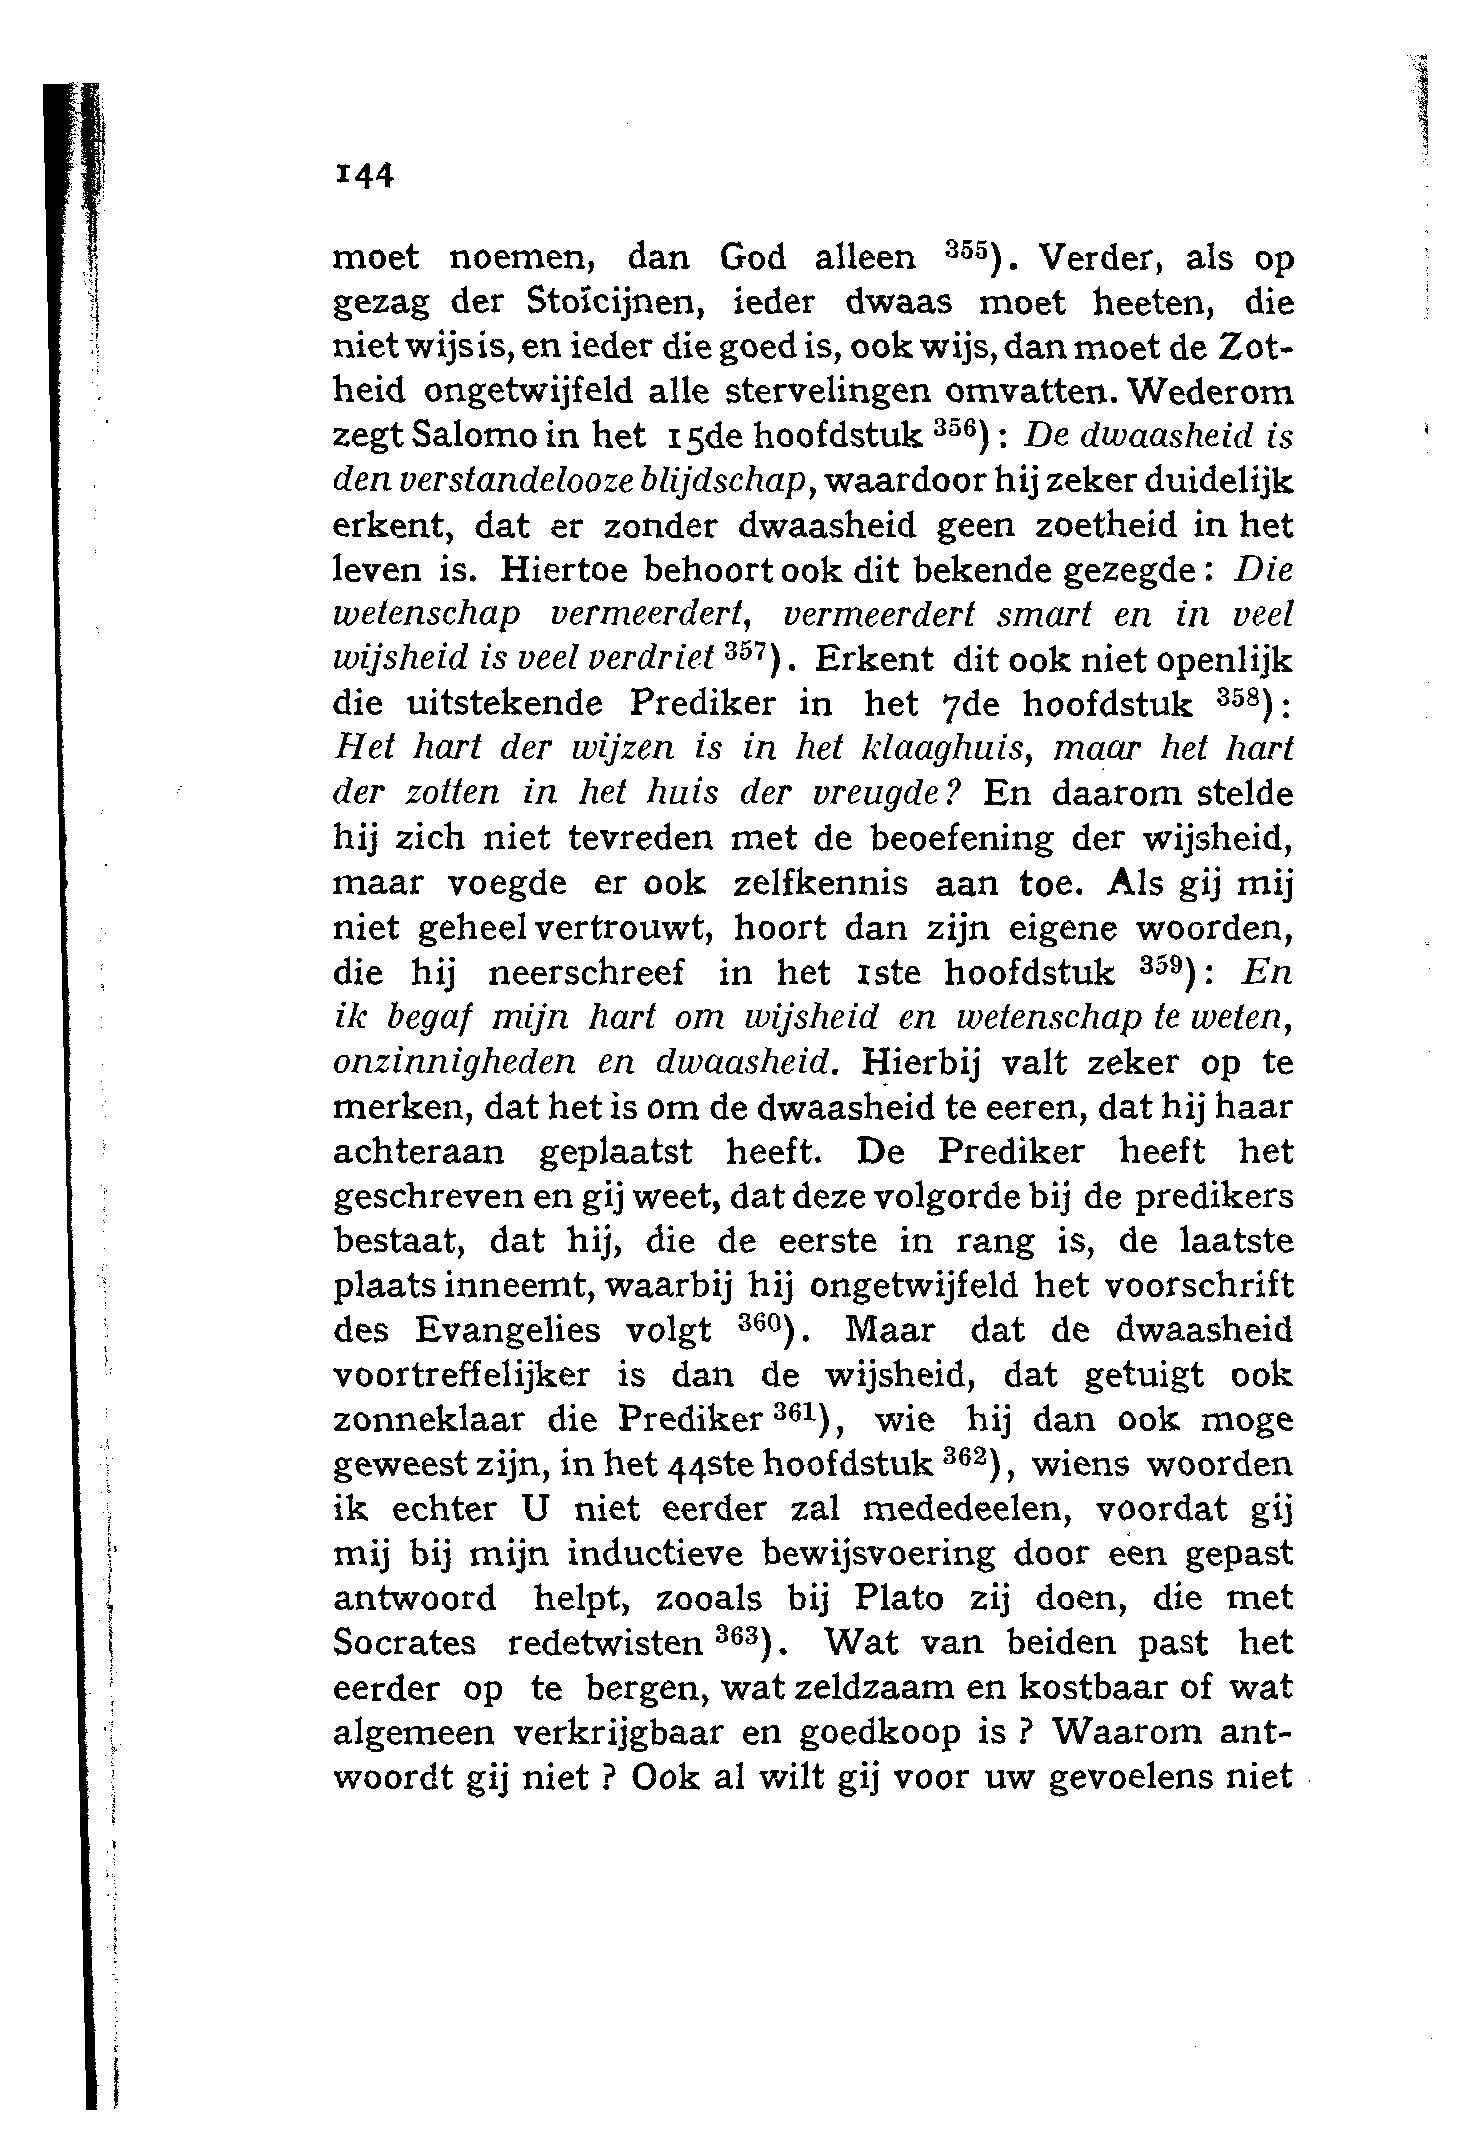 144
moet noemen, dan God alleen ³⁵⁵). Verder, als op
gezag der Stoïcijnen, ieder dwaas moet heeten, die
niet wijs is, en ieder die goed is, ook wijs, dan moet de Zot-
heid ongetwijfeld alle stervelingen omvatten. Wederom
zegt Salomo in het 15de hoofdstuk ³⁵⁶): De dwaasheid is
den verstandelooze blijdschap, waardoor hij zeker duidelijk
erkent, dat er zonder dwaasheid geen zoetheid in het
leven is. Hiertoe behoort ook dit bekende gezegde: Die
wetenschap vermeerdert, vermeerdert smart en in veel
wijsheid is veel verdriet ³⁵⁷). Erkent dit ook niet openlijk
die uitstekende Prediker in het 7de hoofdstuk ³⁵⁸):
Het hart der wijzen is in het klaaghuis, maar het hart
der zotten in het huis der vreugde? En daarom stelde
hij zich niet tevreden met de beoefening der wijsheid,
maar voegde er ook zelfkennis aan toe. Als gij mij
niet geheel vertrouwt, hoort dan zijn eigene woorden,
die hij neerschreef in het 1ste hoofdstuk ³⁵⁹): En
ik begaf mijn hart om wijsheid en wetenschap te weten,
onzinnigheden en dwaasheid. Hierbij valt zeker op te
merken, dat het is om de dwaasheid te eeren, dat hij haar
achteraan geplaatst heeft. De Prediker heeft het
geschreven en gij weet, dat deze volgorde bij de predikers
bestaat, dat hij, die de eerste in rang is, de laatste
plaats inneemt, waarbij hij ongetwijfeld het voorschrift
des Evangelies volgt ³⁶⁰). Maar dat de dwaasheid
voortreffelijker is dan de wijsheid, dat getuigt ook
zonneklaar die Prediker ³⁶¹), wie hij dan ook moge
geweest zijn, in het 44ste hoofdstuk ³⁶²), wiens woorden
ik echter U niet eerder zal mededeelen, voordat gij
mij bij mijn inductieve bewijsvoering door een gepast
antwoord helpt, zooals bij Plato zij doen, die met
Socrates redetwisten ³⁶³). Wat van beiden past het
eerder op te bergen, wat zeldzaam en kostbaar of wat
algemeen verkrijgbaar en goedkoop is ? Waarom ant-
woordt gij niet ? Ook al wilt gij voor uw gevoelens niet